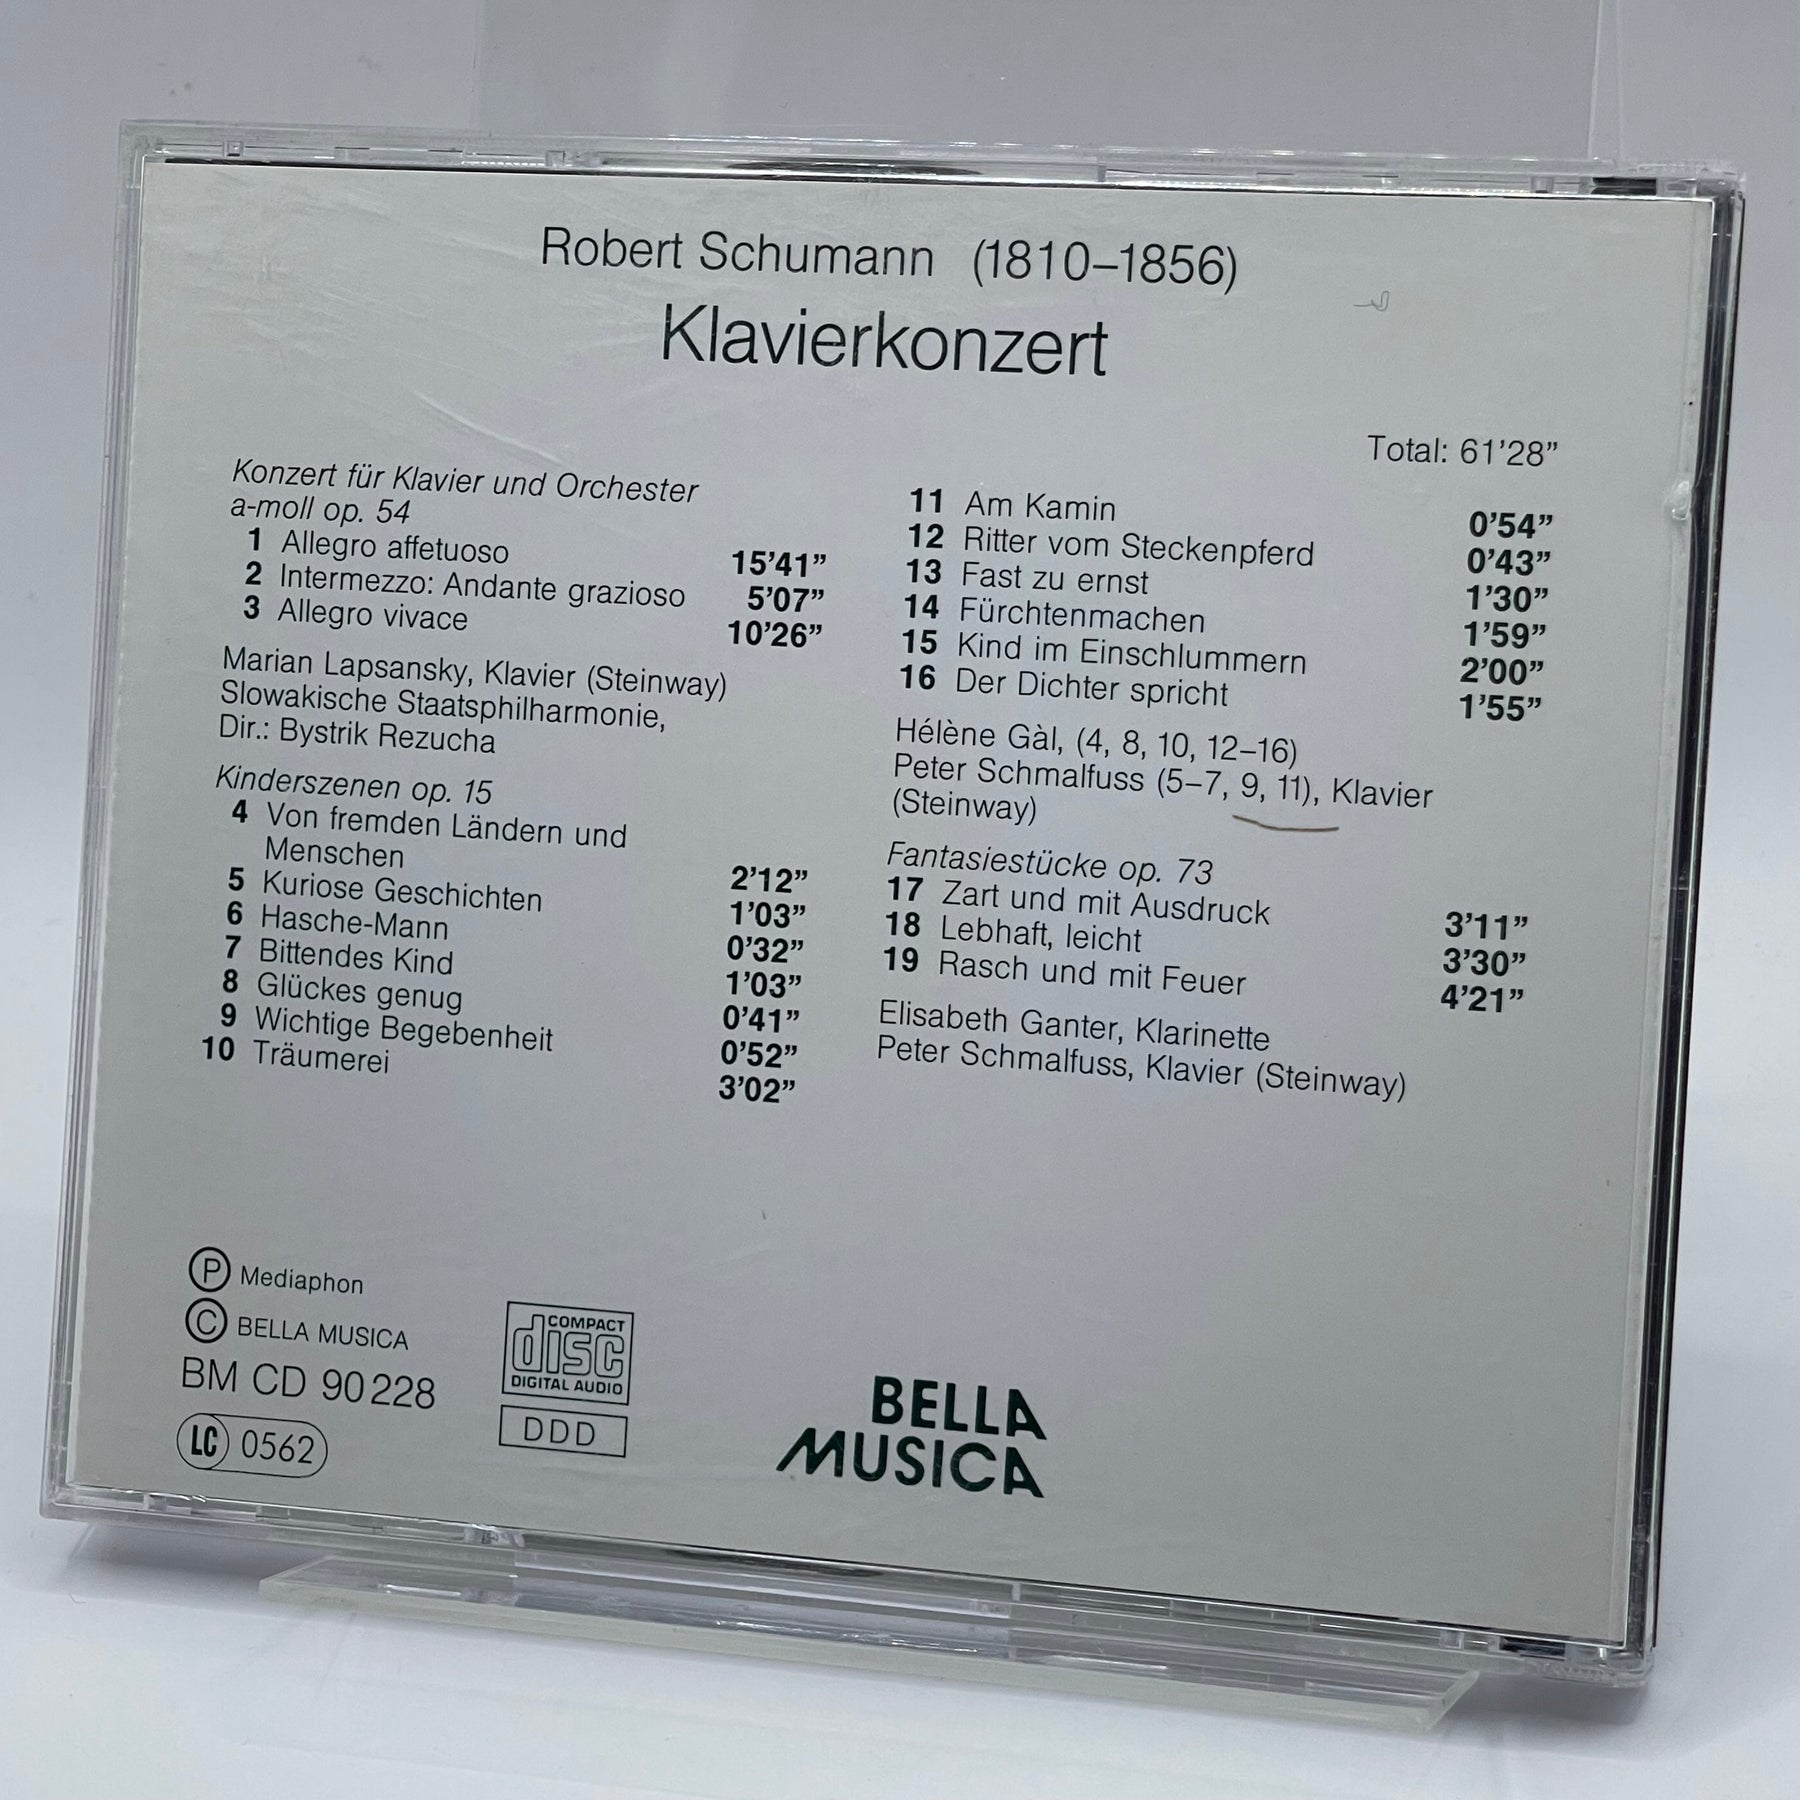 Robert Schumann (1810–1856)
Klavierkonzert
Total: 61'28”
Konzert für Klavier und Orchester
a-moll op. 54
1 Allegro affetuoso 15'41”
2 Intermezzo: Andante grazioso 5'07”
3 Allegro vivace 10'26”
Marian Lapsansky, Klavier (Steinway)
Slowakische Staatsphilharmonie,
Dir.: Bystrik Rezucha
Kinderszenen op. 15
4 Von fremden Ländern und
Menschen 2'12”
5 Kuriose Geschichten 1'03”
6 Hasche-Mann 0'32”
7 Bittendes Kind 1'03”
8 Glückes genug 0'41”
9 Wichtige Begebenheit 0'52”
10 Träumerei 3'02”
11 Am Kamin 0'54”
12 Ritter vom Steckenpferd 0'43”
13 Fast zu ernst 1'30”
14 Fürchtenmachen 1'59”
15 Kind im Einschlummern 2'00”
16 Der Dichter spricht 1'55”
Hélène Gàl, (4, 8, 10, 12–16)
Peter Schmalfuss (5–7, 9, 11), Klavier
(Steinway)
Fantasiestücke op. 73
17 Zart und mit Ausdruck 3'11”
18 Lebhaft, leicht 3'30”
19 Rasch und mit Feuer 4'21”
Elisabeth Ganter, Klarinette
Peter Schmalfuss, Klavier (Steinway)
Ⓟ Mediaphon
Ⓒ BELLA MUSICA
BM CD 90 228
LC 0562
COMPACT
disc
DIGITAL AUDIO
DDD
BELLA
MUSICA